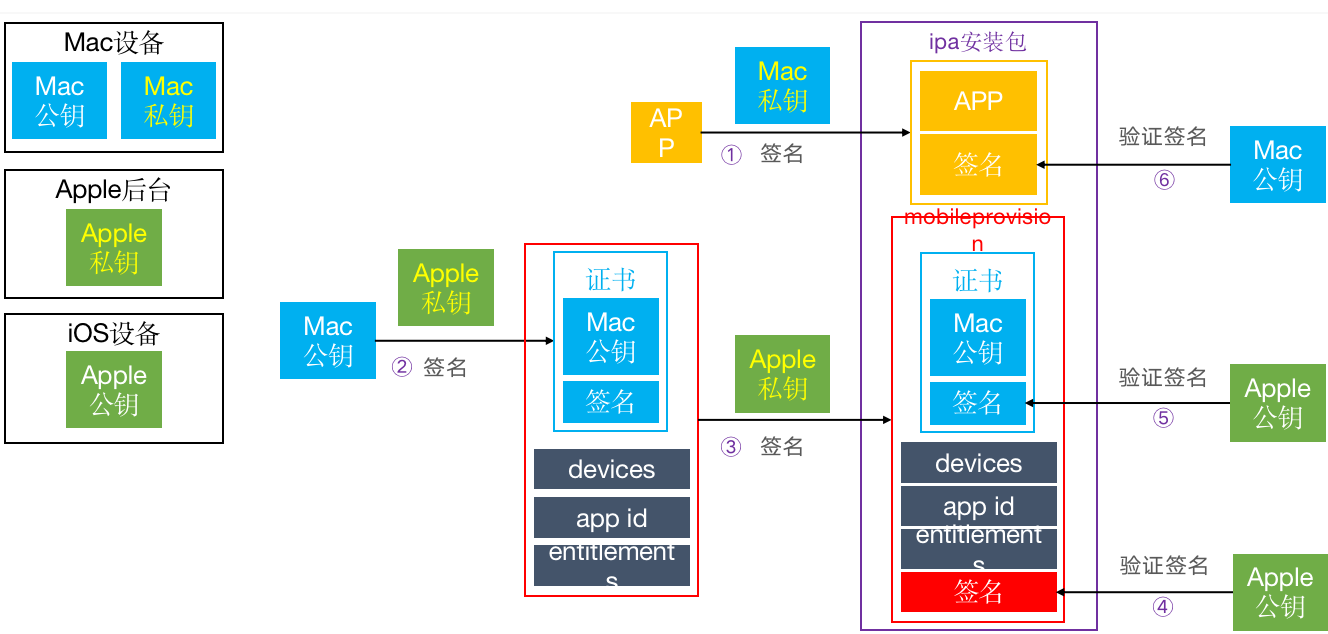 Mac设备
Mac
公钥
Mac
私钥
Apple后台
Apple
私钥
iOS设备
Apple
公钥
AP
P
Mac
私钥
①
签名
ipa安装包
APP
签名
验证签名
⑥
Mac
公钥
Mac
公钥
Apple
私钥
②
签名
证书
Mac
公钥
签名
devices
app id
entitlement
s
Apple
私钥
③
签名
mobileprovisio
n
证书
Mac
公钥
签名
devices
app id
entitlement
s
签名
验证签名
⑤
Apple
公钥
验证签名
④
Apple
公钥